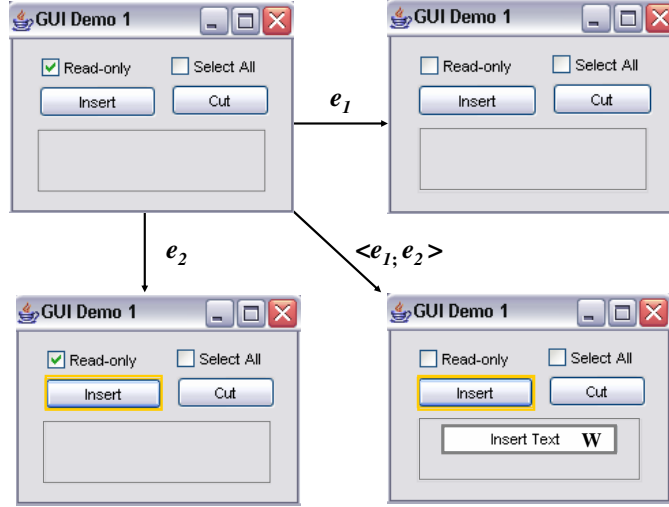 GUI Demo 1
Read-only Select All
Insert Cut
GUI Demo 1
Read-only Select All
Insert Cut
e1
e2
<e1; e2>
GUI Demo 1
Read-only Select All
Insert Cut
GUI Demo 1
Read-only Select All
Insert Cut
Insert Text W